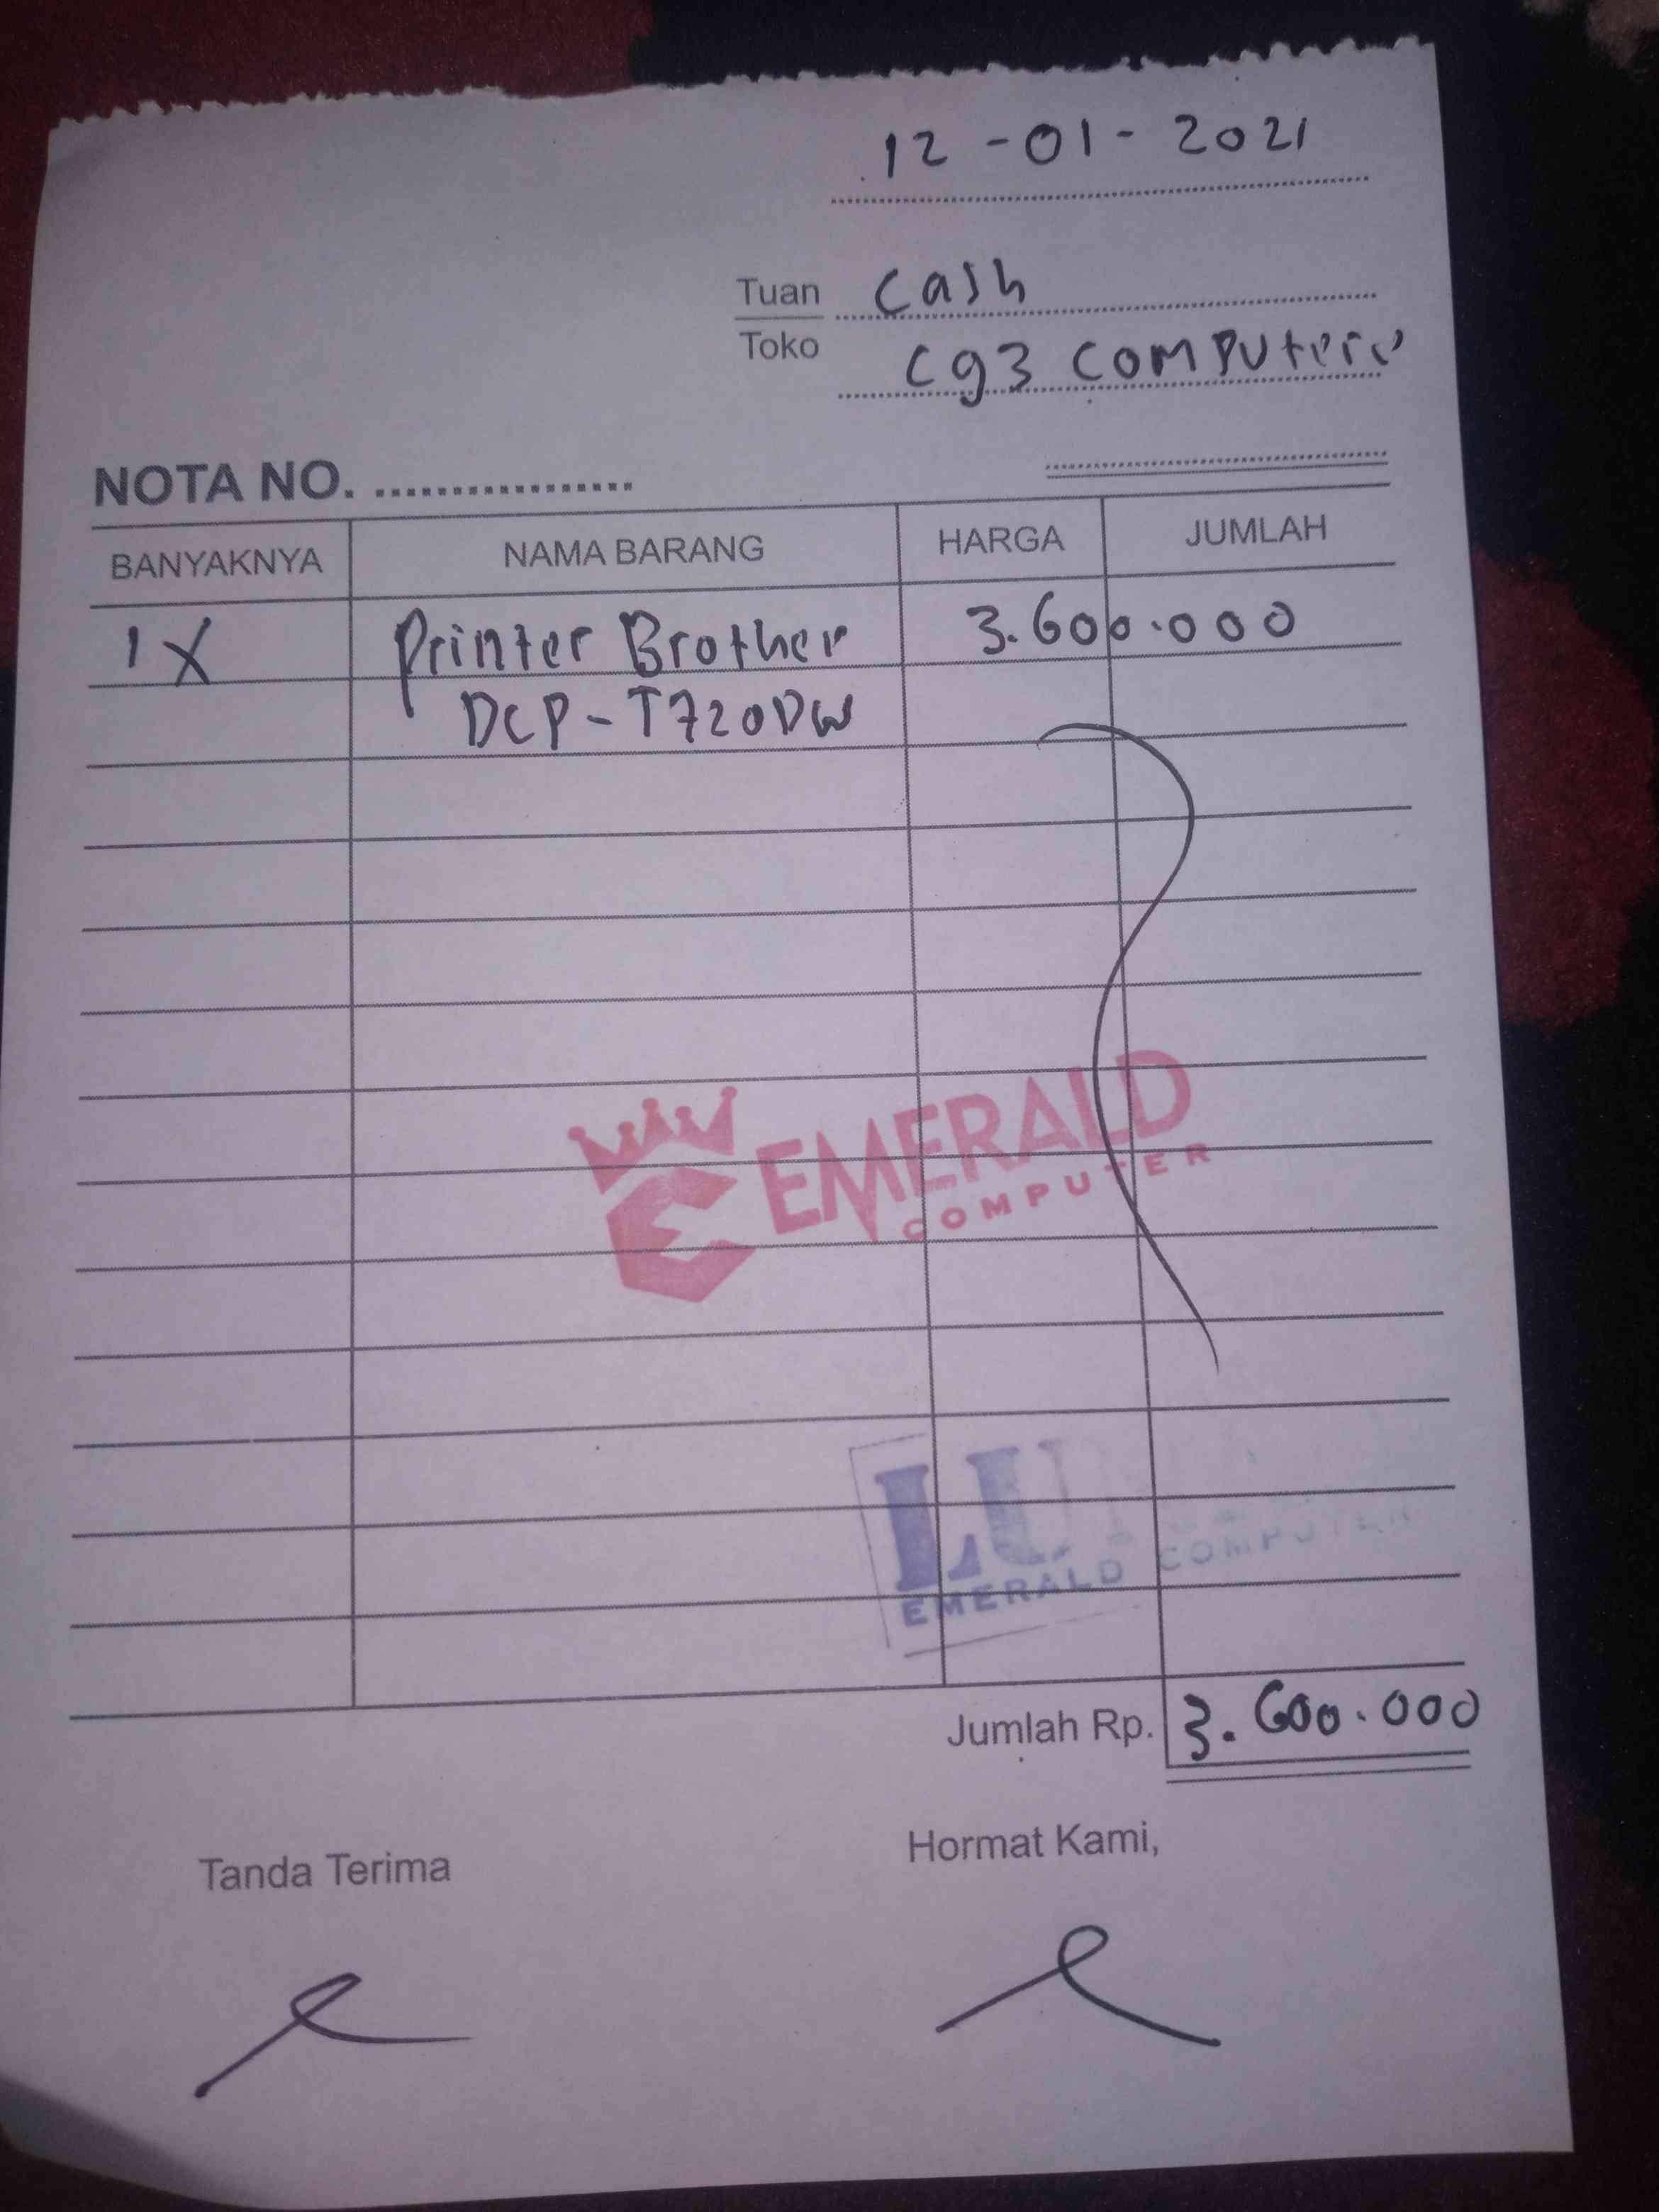 12-01-2021
Tuan Cash
Toko Cg3 Computere
NOTA NO. ..................
BANYAKNYA NAMA BARANG HARGA JUMLAH
1X Printer Brother 3.600.000
DCP-T720DW
EMERALD
COMPUTER
EMERALD COMPUTER
Jumlah Rp. 3.600.000
Tanda Terima Hormat Kami,